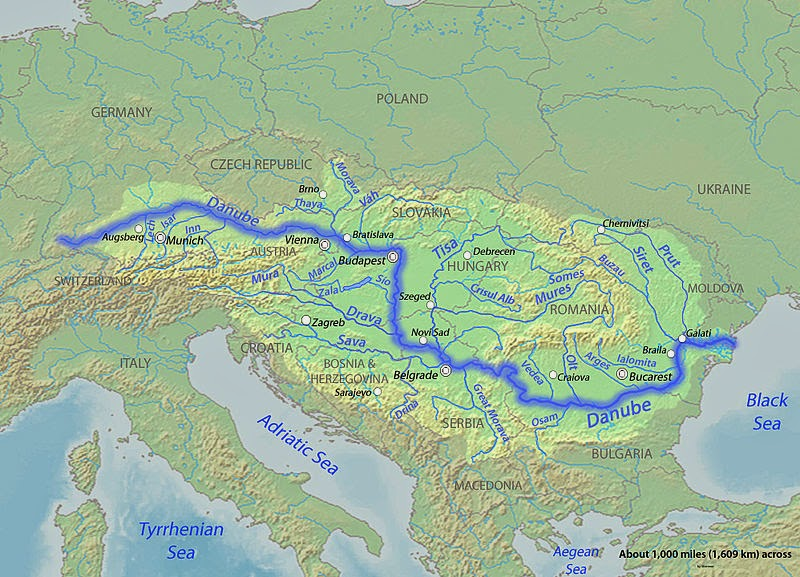 GERMANY
POLAND
CZECH REPUBLIC
UKRAINE
Brno
Morava
Váh
Thaya
SLOVAKIA
Danube
Chernivitsi
Augsberg
Lech
Isar
Inn
Munich
Vienna
Bratislava
AUSTRIA
Budapest
Tisa
Debrecen
HUNGARY
Buzau
Siret
Prut
SWITZERLAND
Mura
Marcal
Zala
Sio
Somes
Mures
Crisul Alb
MOLDOVA
Szeged
ROMANIA
Drava
Zagreb
Sava
Novi Sad
Galati
Braila
CROATIA
ITALY
BOSNIA &
HERZEGOVINA
Belgrade
Vedea
Olt
Arges
Ialomita
Craiova
Bucarest
Sarajevo
Drina
Great Morava
SERBIA
Osam
Danube
Black
Sea
Adriatic Sea
BULGARIA
MACEDONIA
Tyrrhenian
Sea
Aegean
Sea
About 1,000 miles (1,609 km) across